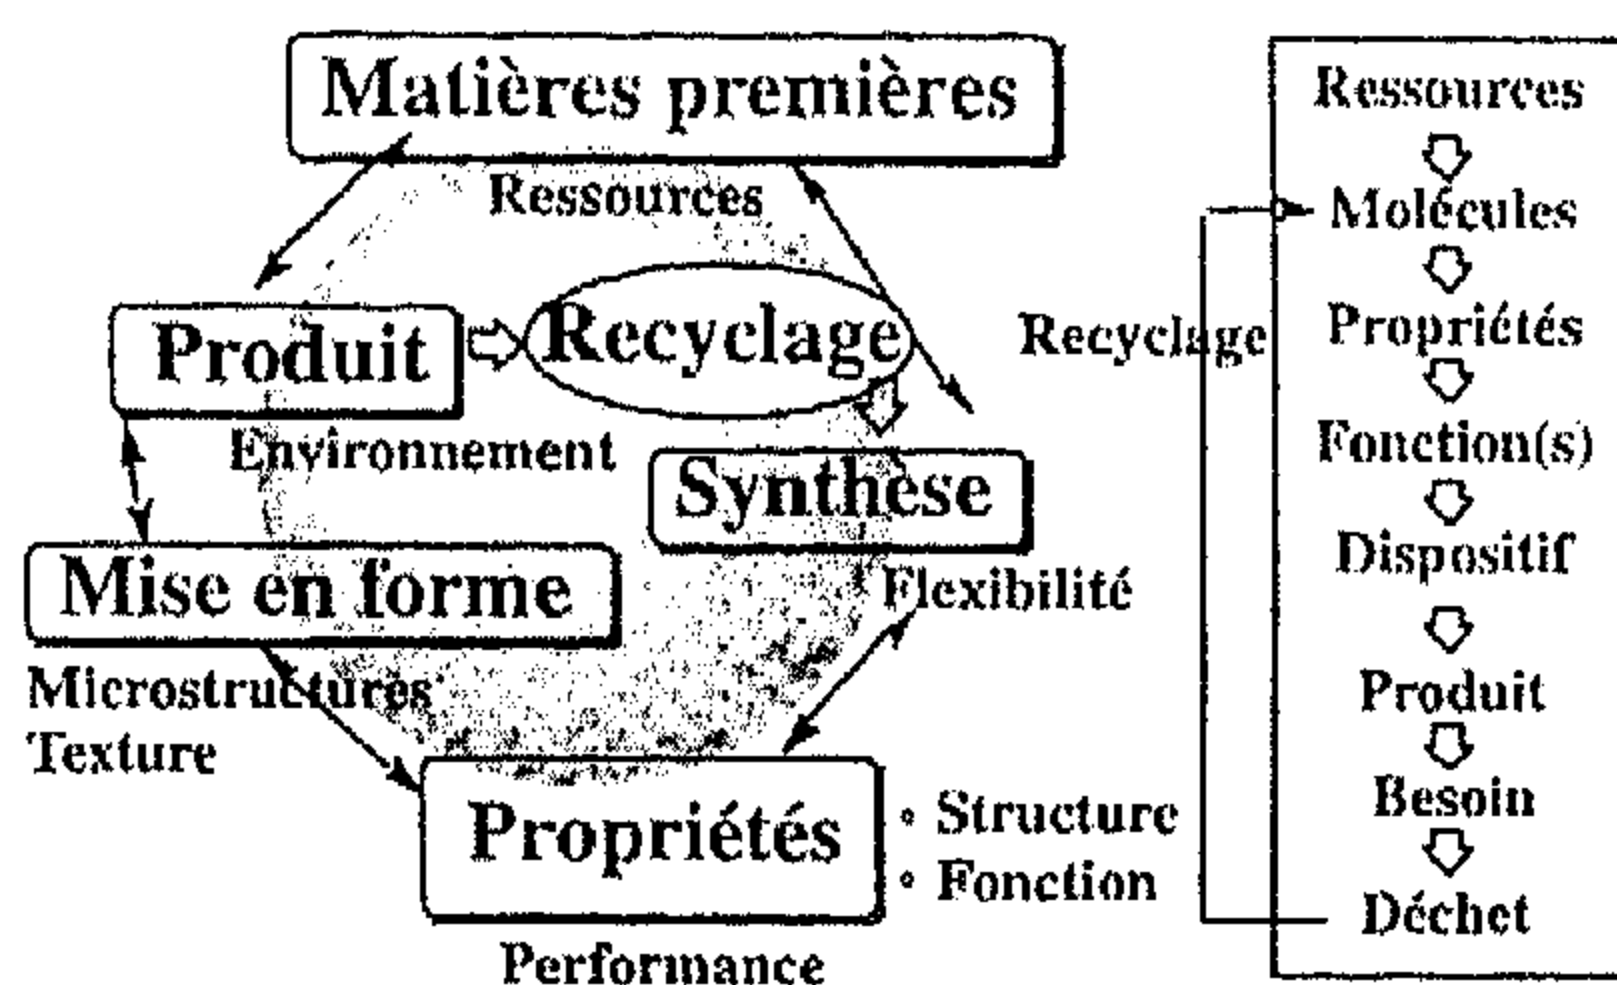 Matières premières
Ressources
Produit
Recyclage
Environnement
Synthèse
Flexibilité
Mise en forme
Microstructures
Texture
Propriétés
• Structure
• Fonction
Performance
Ressources
Molécules
Recyclage
Propriétés
Fonction(s)
Dispositif
Produit
Besoin
Déchet